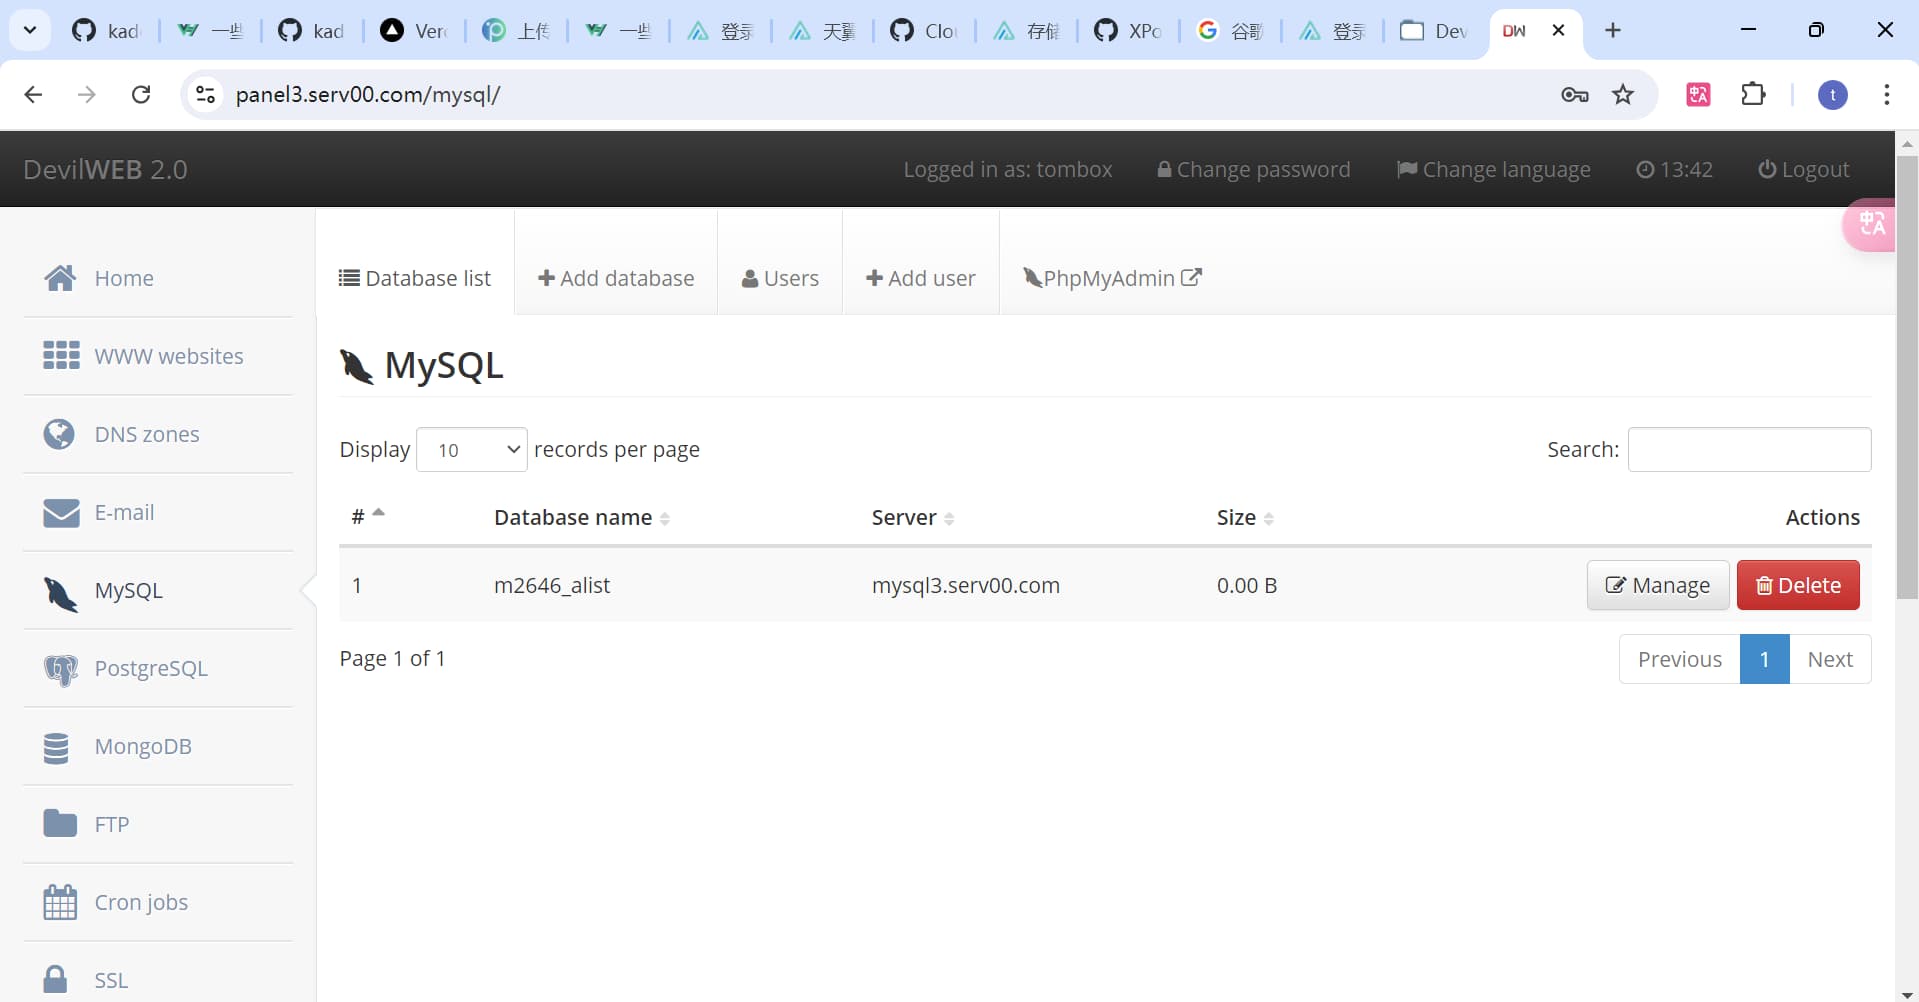 kad
一些
kad
Ver
上传
一些
登录
天翼
Clo
存储
XPo
谷歌
登录
Dev
DW
panel3.serv00.com/mysql/
t
DevilWEB 2.0
Logged in as: tombox
Change password
Change language
13:42
Logout
Home
WWW websites
DNS zones
E-mail
MySQL
PostgreSQL
MongoDB
FTP
Cron jobs
SSL
Database list
Add database
Users
Add user
PhpMyAdmin
MySQL
Display 10 records per page
Search:
# Database name Server Size Actions
1 m2646_alist mysql3.serv00.com 0.00 B Manage Delete
Page 1 of 1
Previous 1 Next